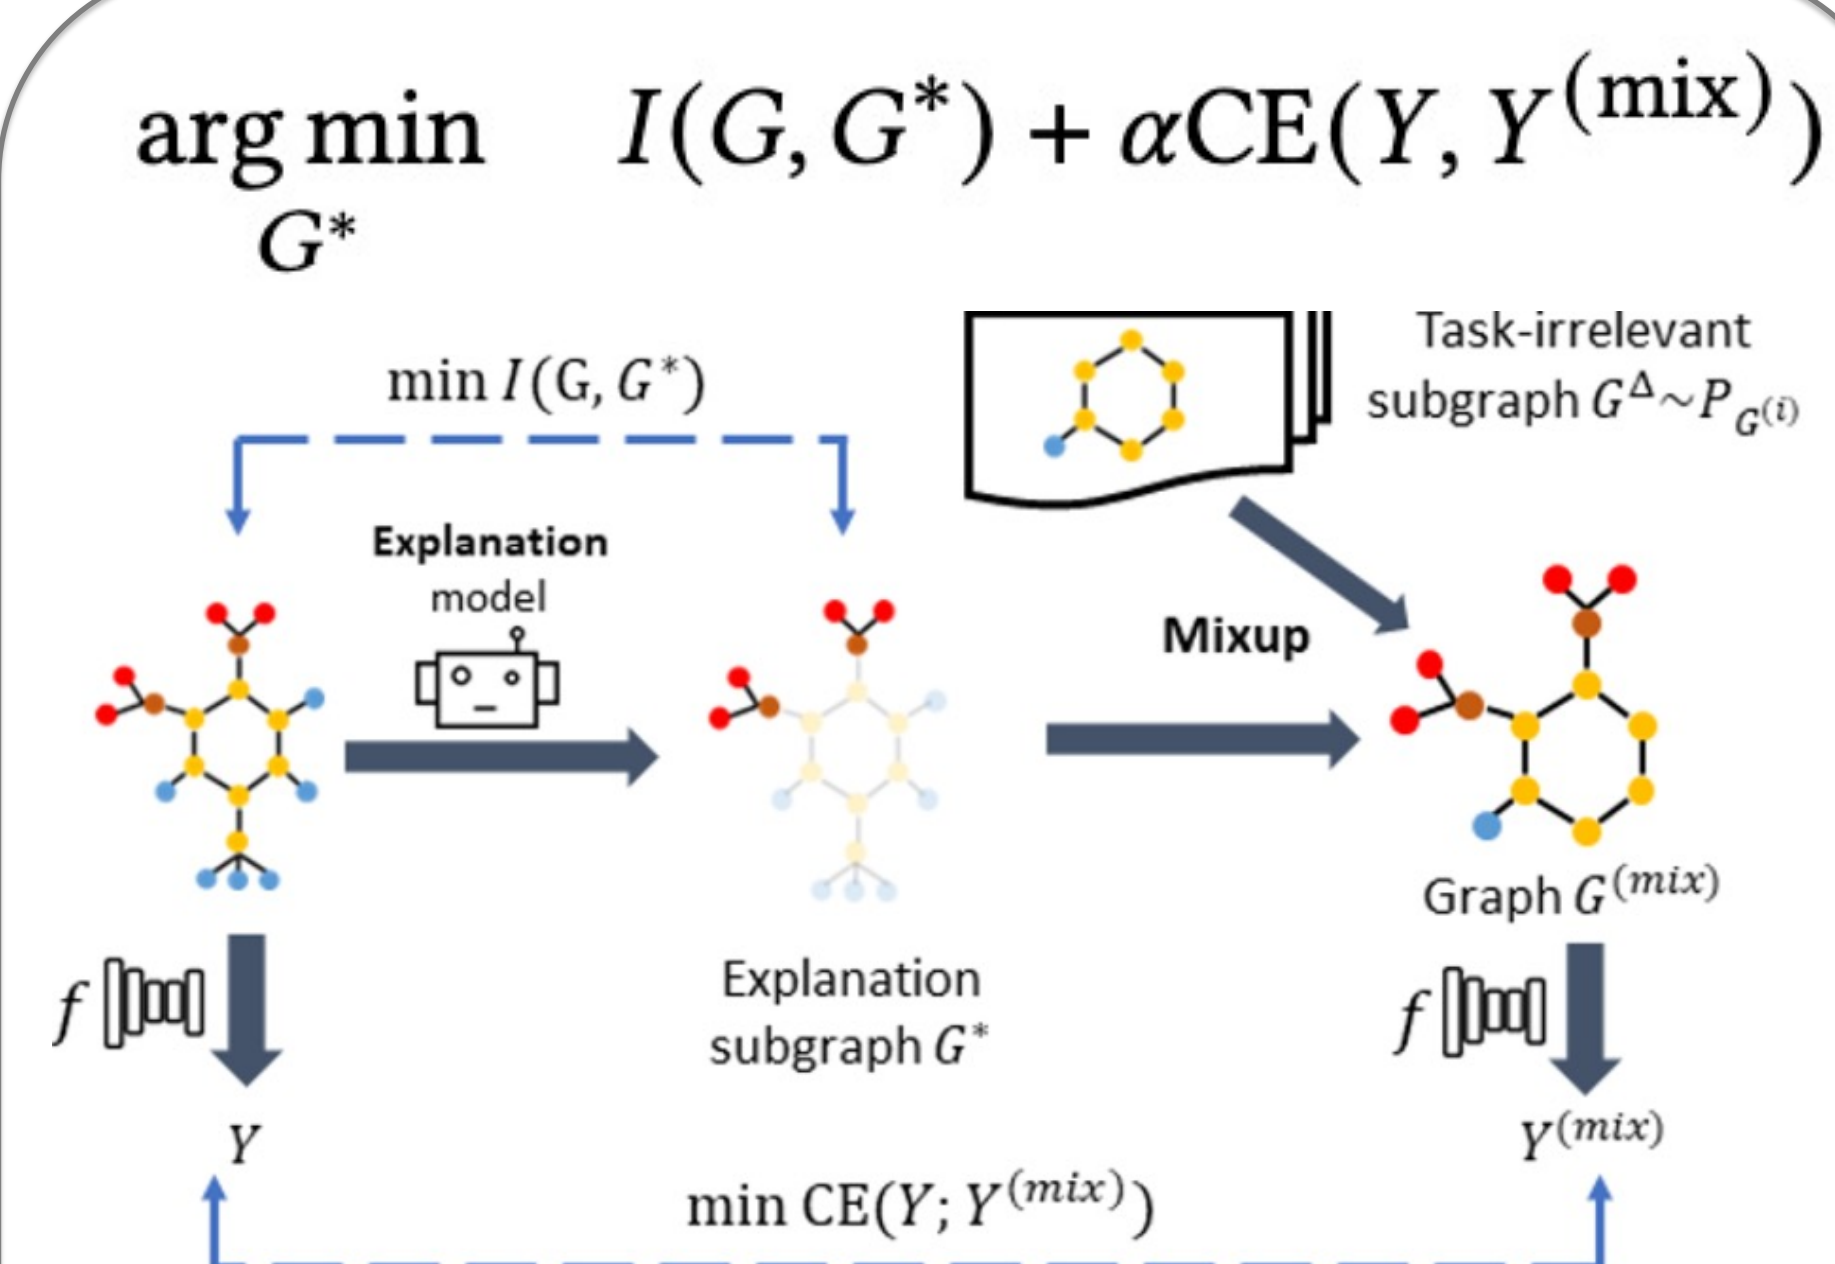 arg min I(G, G*) + αCE(Y, Y^(mix))
G*
min I(G, G*)
Task-irrelevant
subgraph G^Δ~P_G^(i)
Explanation
model
Mixup
Graph G^(mix)
Explanation
subgraph G*
f
f
Y
Y^(mix)
min CE(Y; Y^(mix))